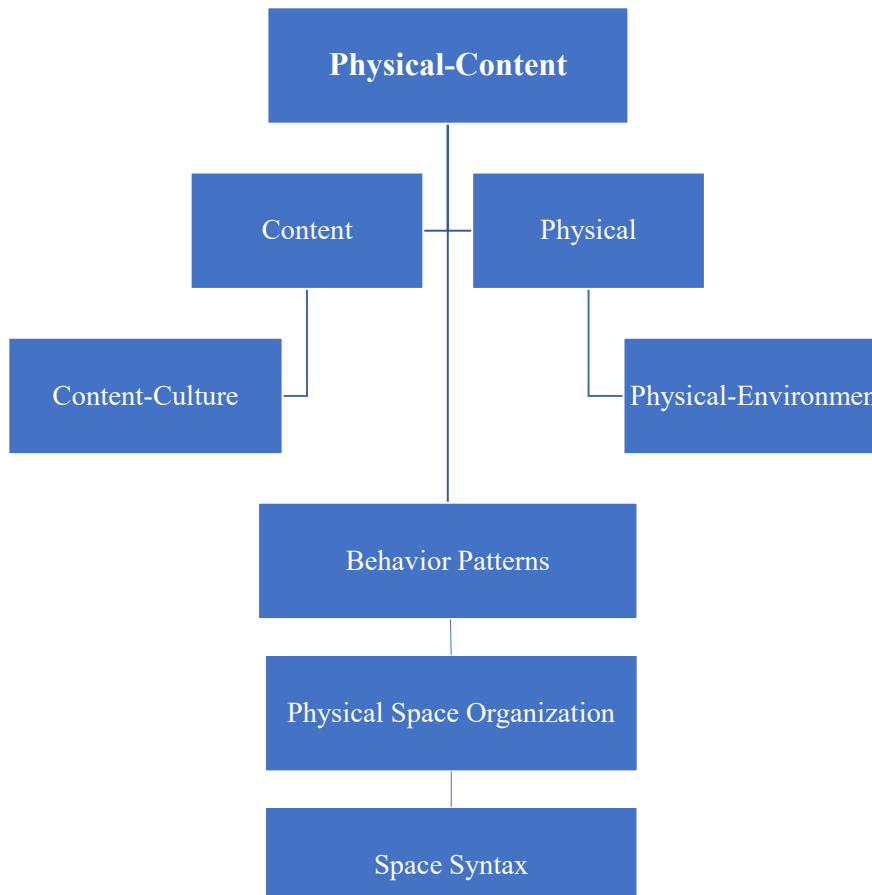 Physical-Content
Content
Physical
Content-Culture
Physical-Environmen
Behavior Patterns
Physical Space Organization
Space Syntax